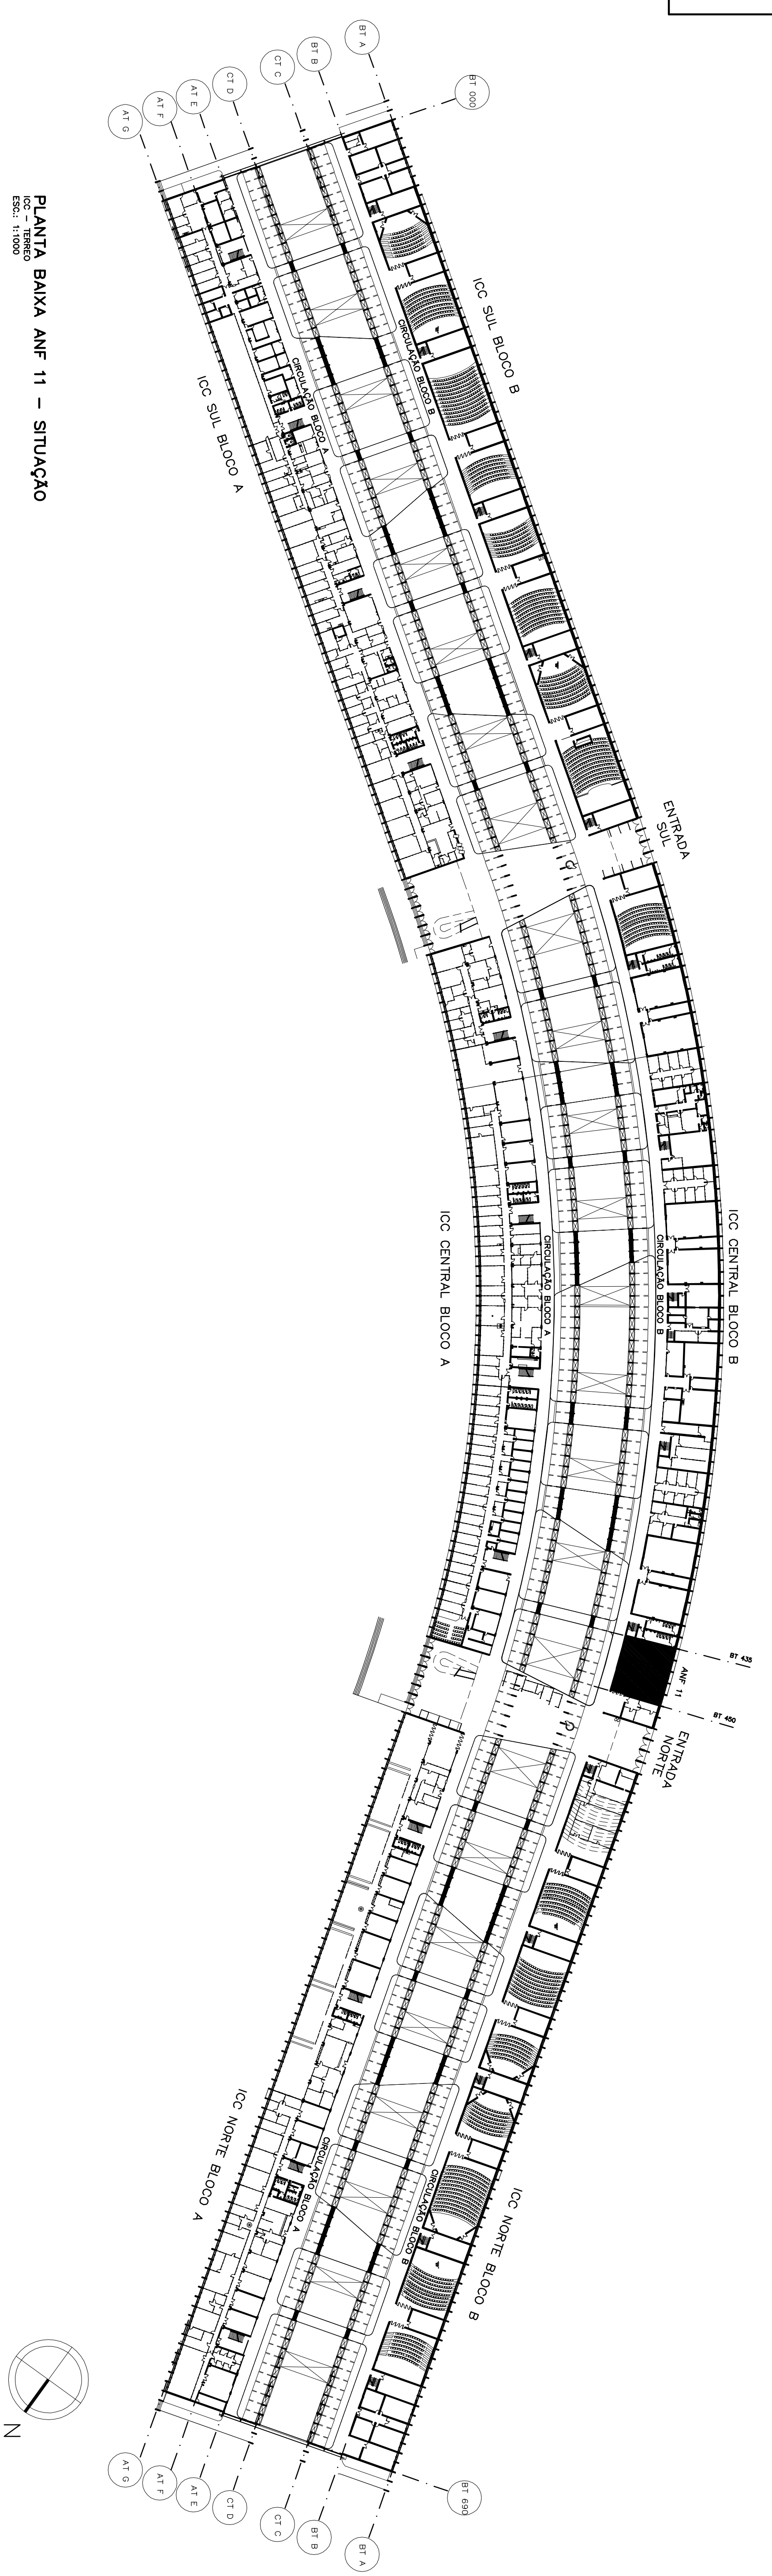 BT A
BT B
CT C
CT D
AT E
AT F
AT G
BT 000
PLANTA BAIXA ANF 11 – SITUAÇÃO
ICC – TERREO
ESC.: 1:1000
ICC SUL BLOCO B
CIRCULAÇÃO BLOCO B
CIRCULAÇÃO BLOCO A
ICC SUL BLOCO A
ENTRADA
SUL
ICC CENTRAL BLOCO B
CIRCULAÇÃO BLOCO B
CIRCULAÇÃO BLOCO A
ICC CENTRAL BLOCO A
BT 435
ANF 11
BT 450
ENTRADA
NORTE
ICC NORTE BLOCO A
CIRCULAÇÃO BLOCO A
CIRCULAÇÃO BLOCO B
ICC NORTE BLOCO B
N
AT G
AT F
AT E
CT D
CT C
BT B
BT A
BT 690